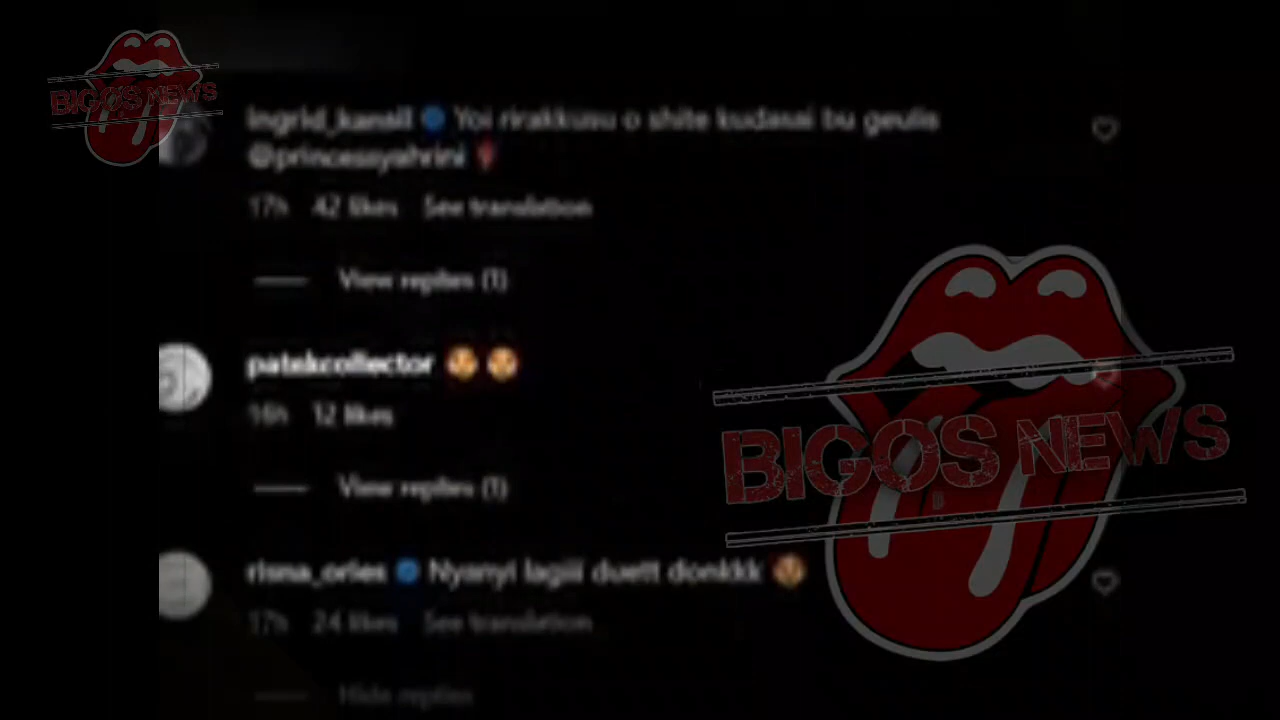 BIGOS NEWS
ingrid_kansil Yoi rirakkusu o shite kudasai bu geulis
@princessyahrini
17h 42 likes See translation
View replies (1)
patekcollector
16h 12 likes
View replies (1)
BIGOS NEWS
risna_ories Nyanyi lagiii duett donkkk
17h 24 likes See translation
Hide replies